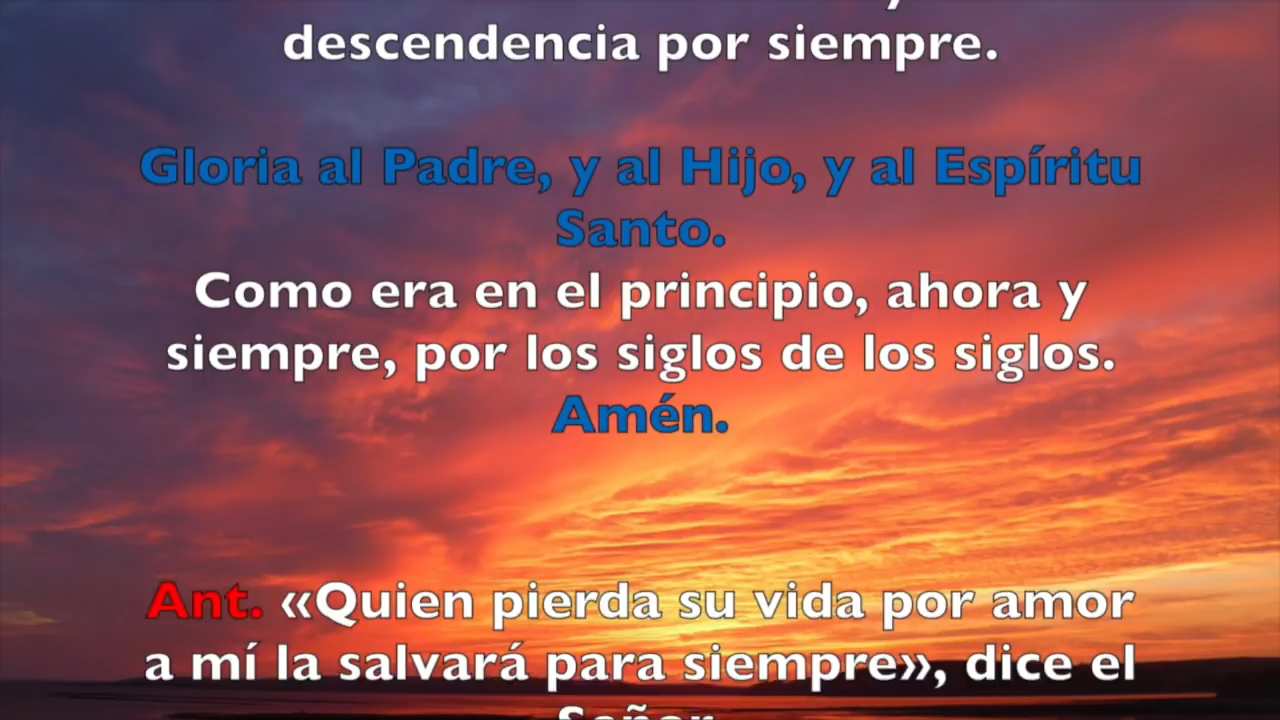 descendencia por siempre.
Gloria al Padre, y al Hijo, y al Espíritu
Santo.
Como era en el principio, ahora y
siempre, por los siglos de los siglos.
Amén.
Ant. «Quien pierda su vida por amor
a mí la salvará para siempre», dice el
Señor